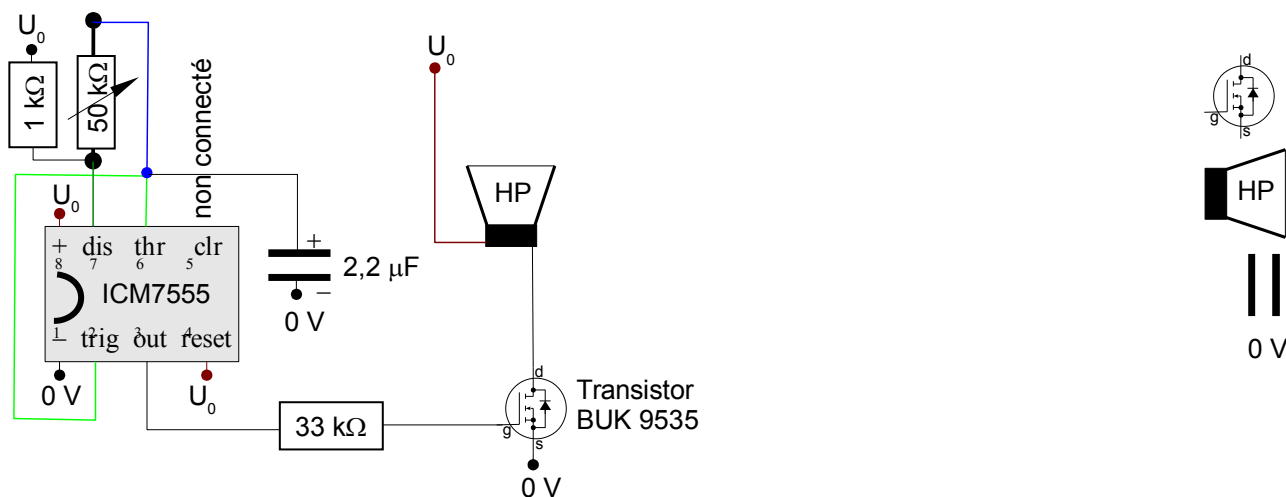 U₀
1 kΩ
50 kΩ
non connecté
U₀
+ dis thr clr
8 7 6 5
ICM7555
1 2 3 4
– trig out reset
0 V
U₀
+
2,2 µF
–
0 V
33 kΩ
U₀
HP
d
g
s
Transistor
BUK 9535
0 V
d
g
s
HP
0 V